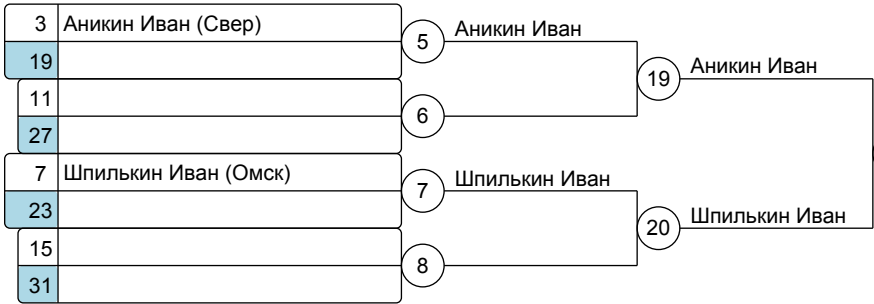 3 Аникин Иван (Свер)
19
11
27
7 Шпилькин Иван (Омск)
23
15
31
5 Аникин Иван
6
7 Шпилькин Иван
8
19 Аникин Иван
20 Шпилькин Иван